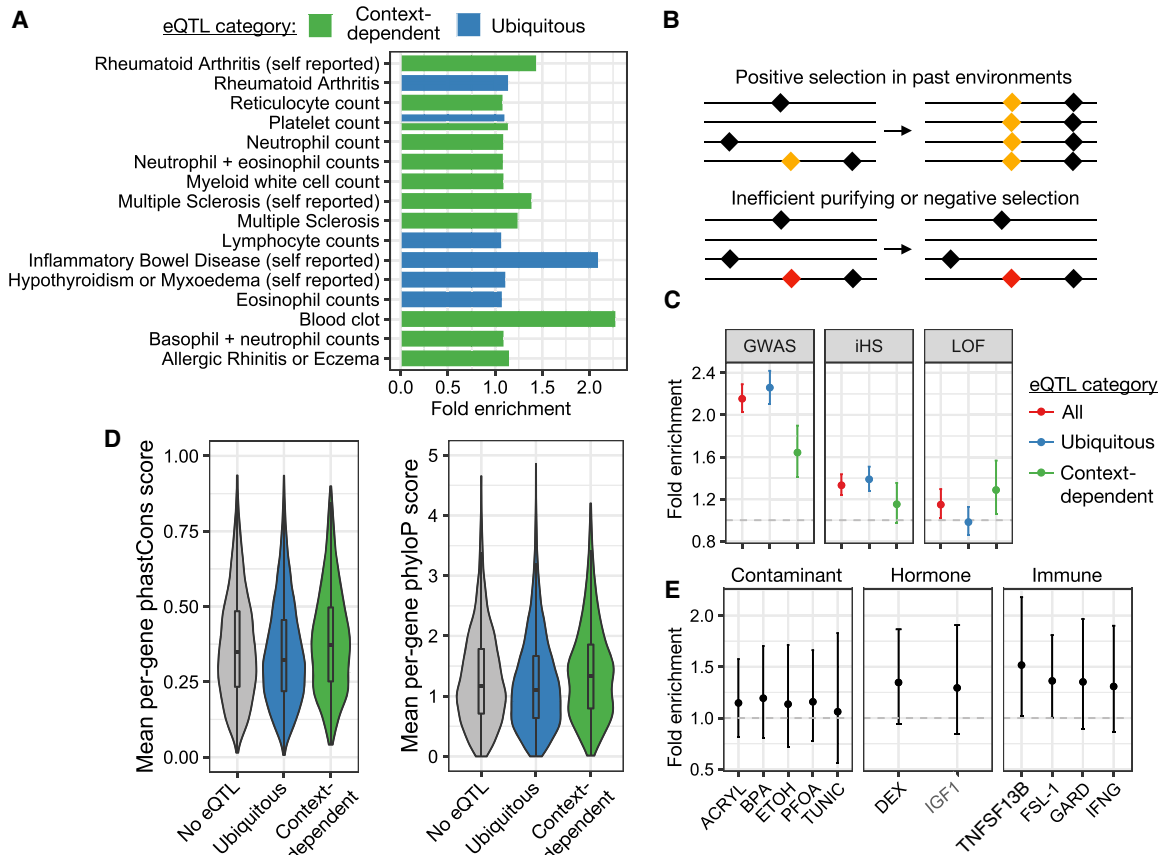 A
eQTL category:
Context-
dependent
Ubiquitous
Rheumatoid Arthritis (self reported)
Rheumatoid Arthritis
Reticulocyte count
Platelet count
Neutrophil count
Neutrophil + eosinophil counts
Myeloid white cell count
Multiple Sclerosis (self reported)
Multiple Sclerosis
Lymphocyte counts
Inflammatory Bowel Disease (self reported)
Hypothyroidism or Myxoedema (self reported)
Eosinophil counts
Blood clot
Basophil + neutrophil counts
Allergic Rhinitis or Eczema
0.0 0.5 1.0 1.5 2.0
Fold enrichment
B
Positive selection in past environments
Inefficient purifying or negative selection
C
GWAS iHS LOF
2.4
2.0
1.6
1.2
0.8
Fold enrichment
eQTL category
All
Ubiquitous
Context-
dependent
D
Mean per-gene phastCons score
1.00
0.75
0.50
0.25
0.00
No eQTL
Ubiquitous
Context-
dependent
Mean per-gene phyloP score
5
4
3
2
1
0
No eQTL
Ubiquitous
Context-
dependent
E
Contaminant Hormone Immune
Fold enrichment
2.0
1.5
1.0
0.5
ACRYL
BPA
ETOH
PFOA
TUNIC
DEX
IGF1
TNFSF13B
FSL-1
GARD
IFNG